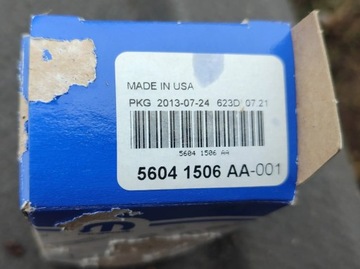 MADE IN USA
PKG 2013-07-24 623D 07 21
5604 1506 AA
5604 1506 AA-001